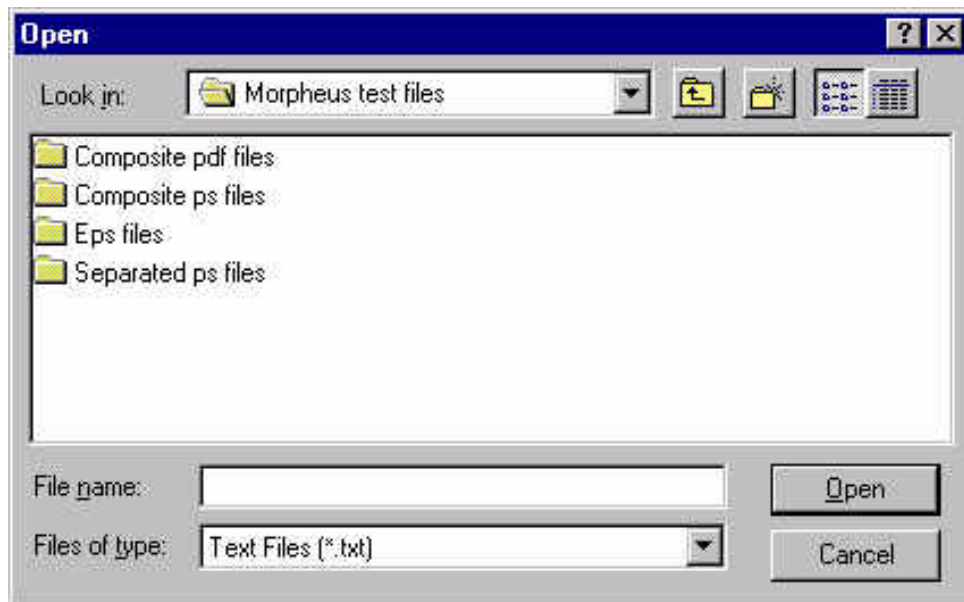 Open
Look in: Morpheus test files
Composite pdf files
Composite ps files
Eps files
Separated ps files
File name: Open
Files of type: Text Files (*.txt) Cancel